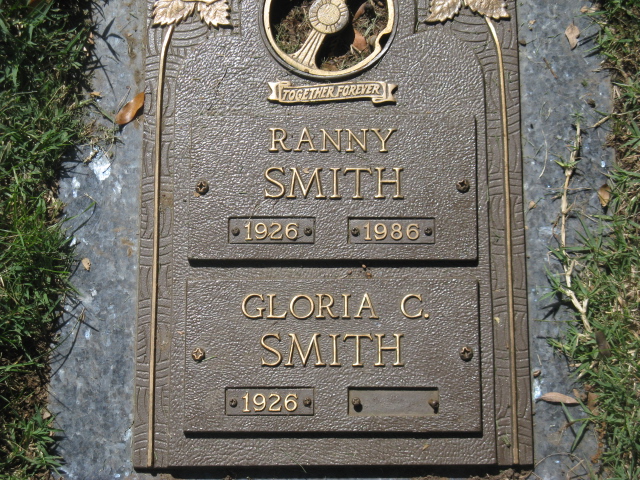 TOGETHER FOREVER
RANNY
SMITH
1926 1986
GLORIA C.
SMITH
1926